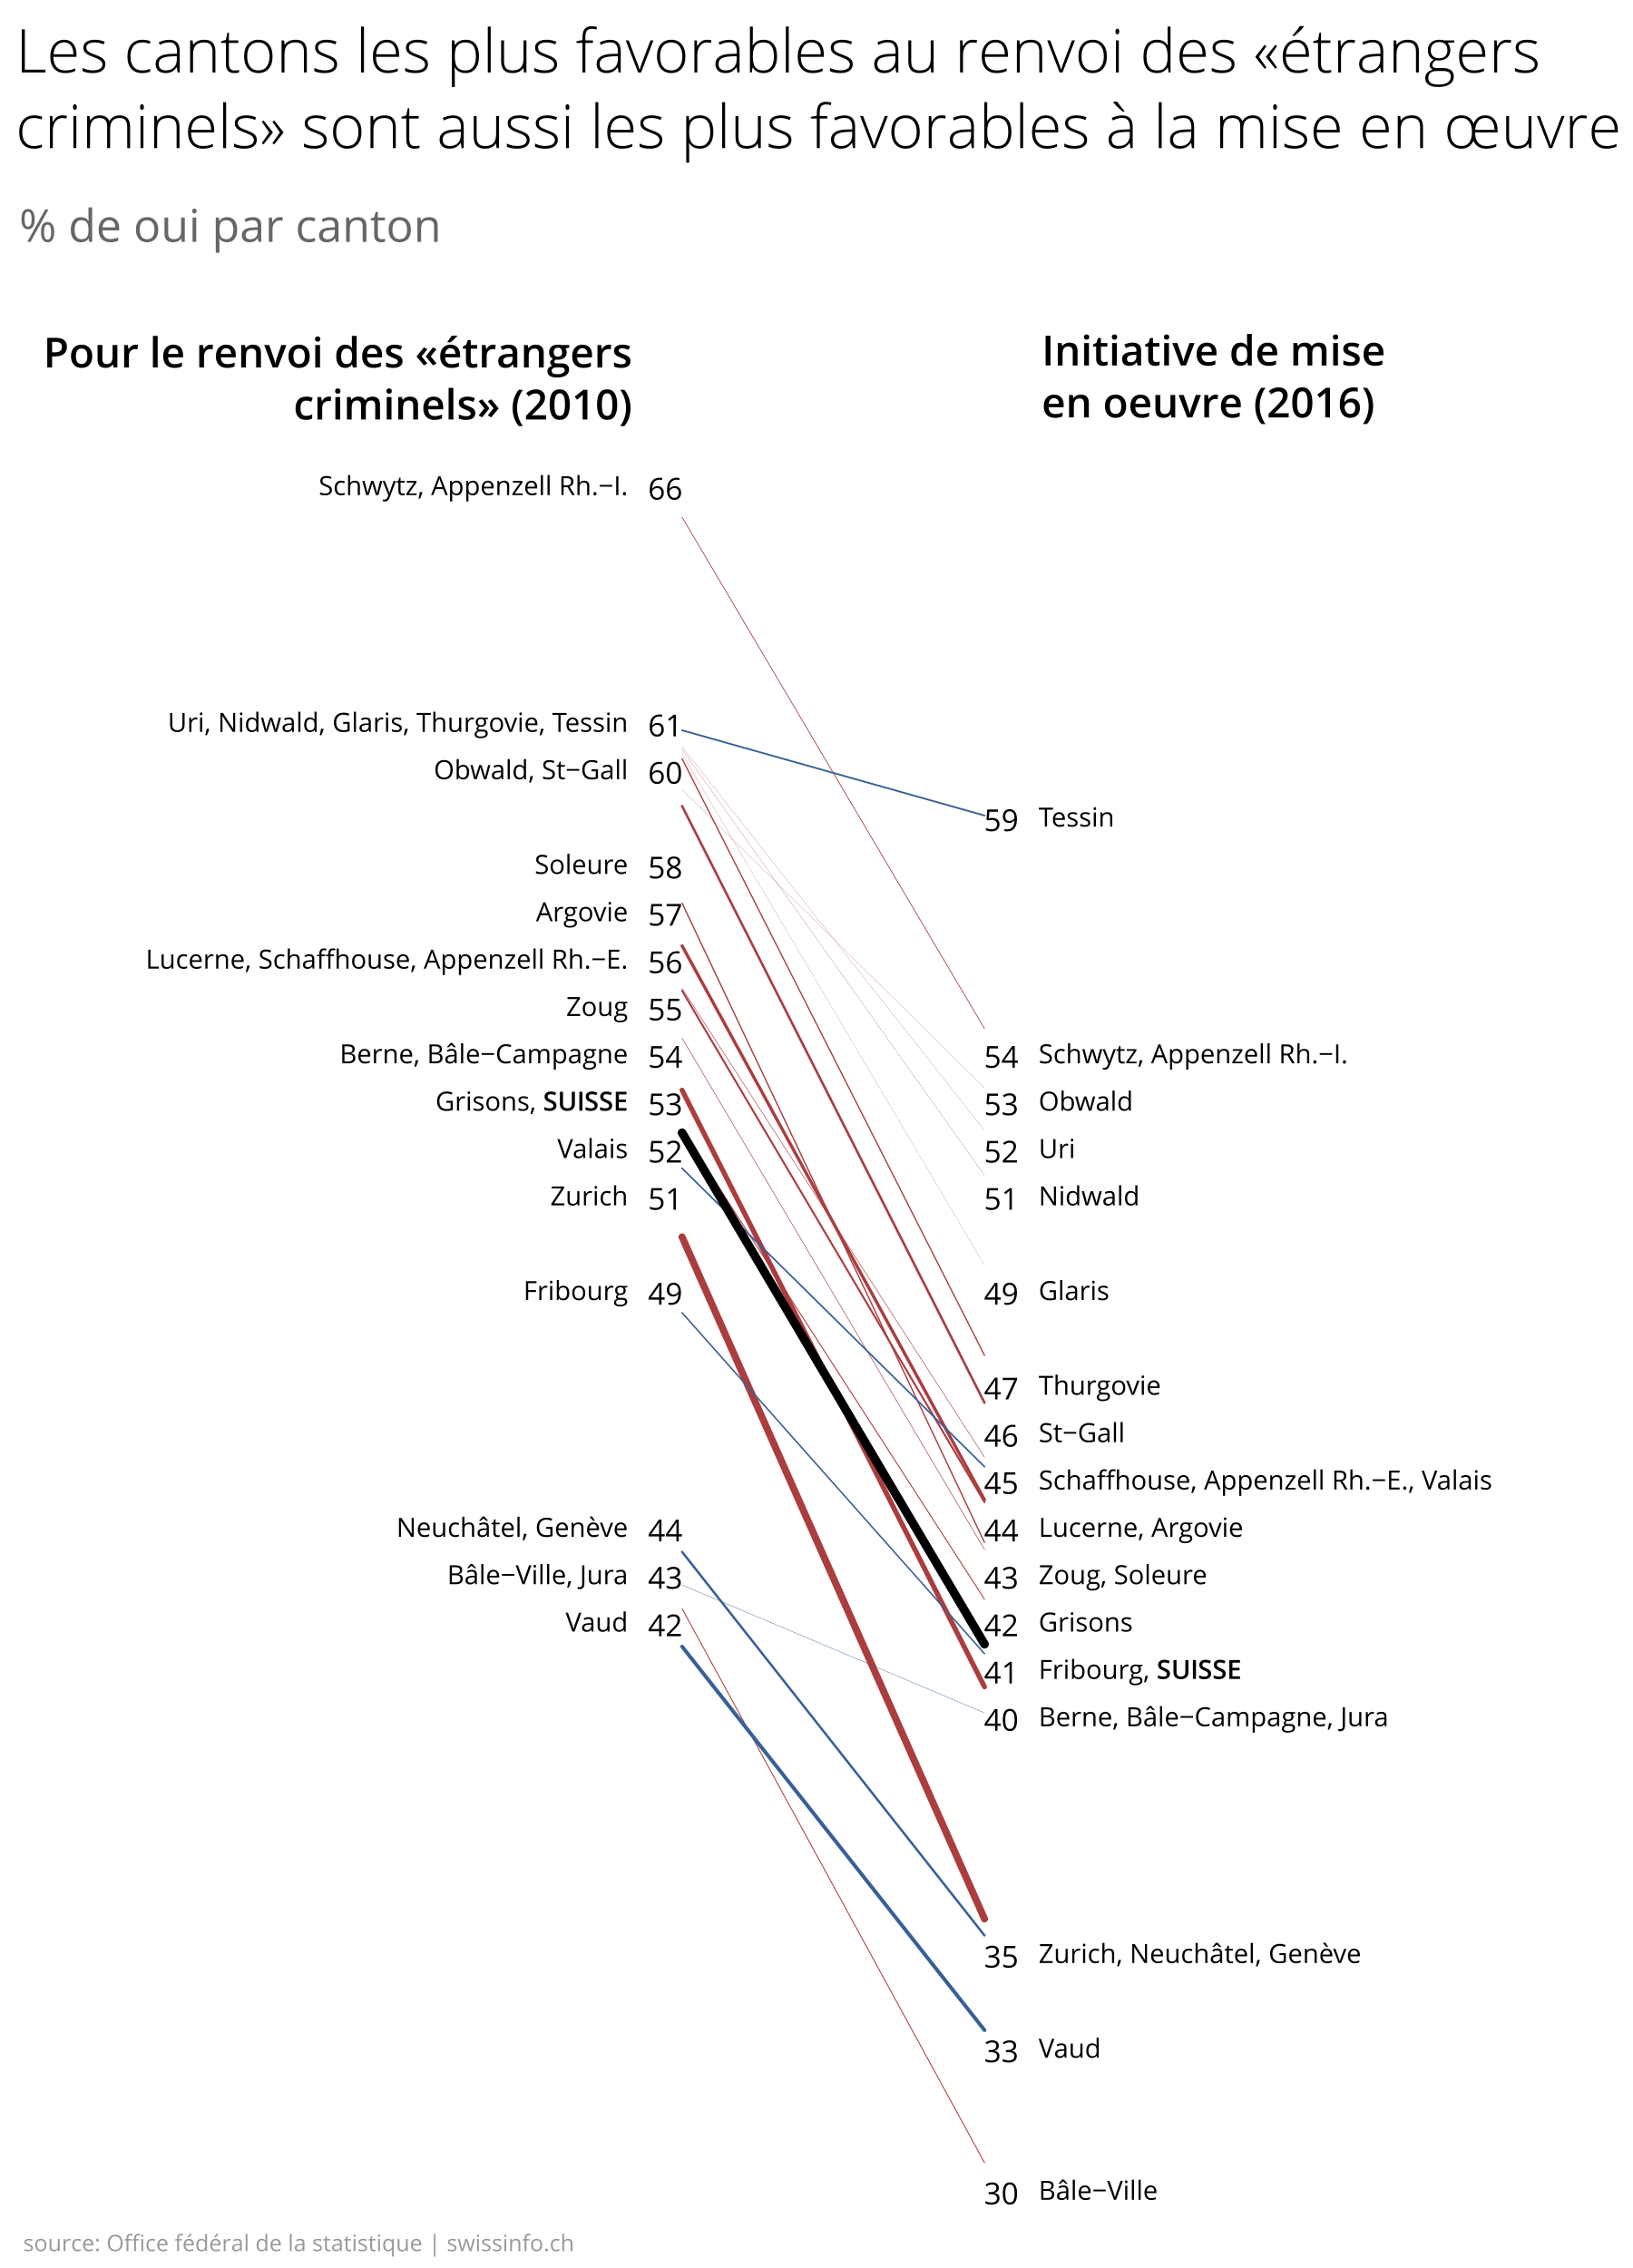 Les cantons les plus favorables au renvoi des «étrangers
criminels» sont aussi les plus favorables à la mise en œuvre
% de oui par canton
Pour le renvoi des «étrangers
criminels» (2010)
Initiative de mise
en oeuvre (2016)
Schwytz, Appenzell Rh.−I. 66
Uri, Nidwald, Glaris, Thurgovie, Tessin 61
Obwald, St−Gall 60
Soleure 58
Argovie 57
Lucerne, Schaffhouse, Appenzell Rh.−E. 56
Zoug 55
Berne, Bâle−Campagne 54
Grisons, SUISSE 53
Valais 52
Zurich 51
Fribourg 49
Neuchâtel, Genève 44
Bâle−Ville, Jura 43
Vaud 42
59 Tessin
54 Schwytz, Appenzell Rh.−I.
53 Obwald
52 Uri
51 Nidwald
49 Glaris
47 Thurgovie
46 St−Gall
45 Schaffhouse, Appenzell Rh.−E., Valais
44 Lucerne, Argovie
43 Zoug, Soleure
42 Grisons
41 Fribourg, SUISSE
40 Berne, Bâle−Campagne, Jura
35 Zurich, Neuchâtel, Genève
33 Vaud
30 Bâle−Ville
source: Office fédéral de la statistique | swissinfo.ch